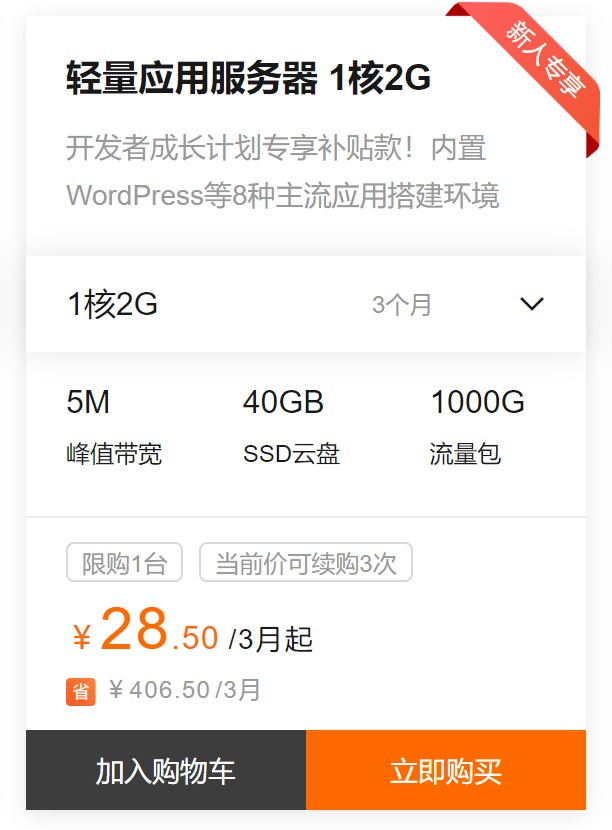 新人专享
轻量应用服务器 1核2G
开发者成长计划专享补贴款！内置
WordPress等8种主流应用搭建环境
1核2G 3个月
5M 40GB 1000G
峰值带宽 SSD云盘 流量包
限购1台 当前价可续购3次
￥28.50 /3月起
省 ￥406.50/3月
加入购物车 立即购买